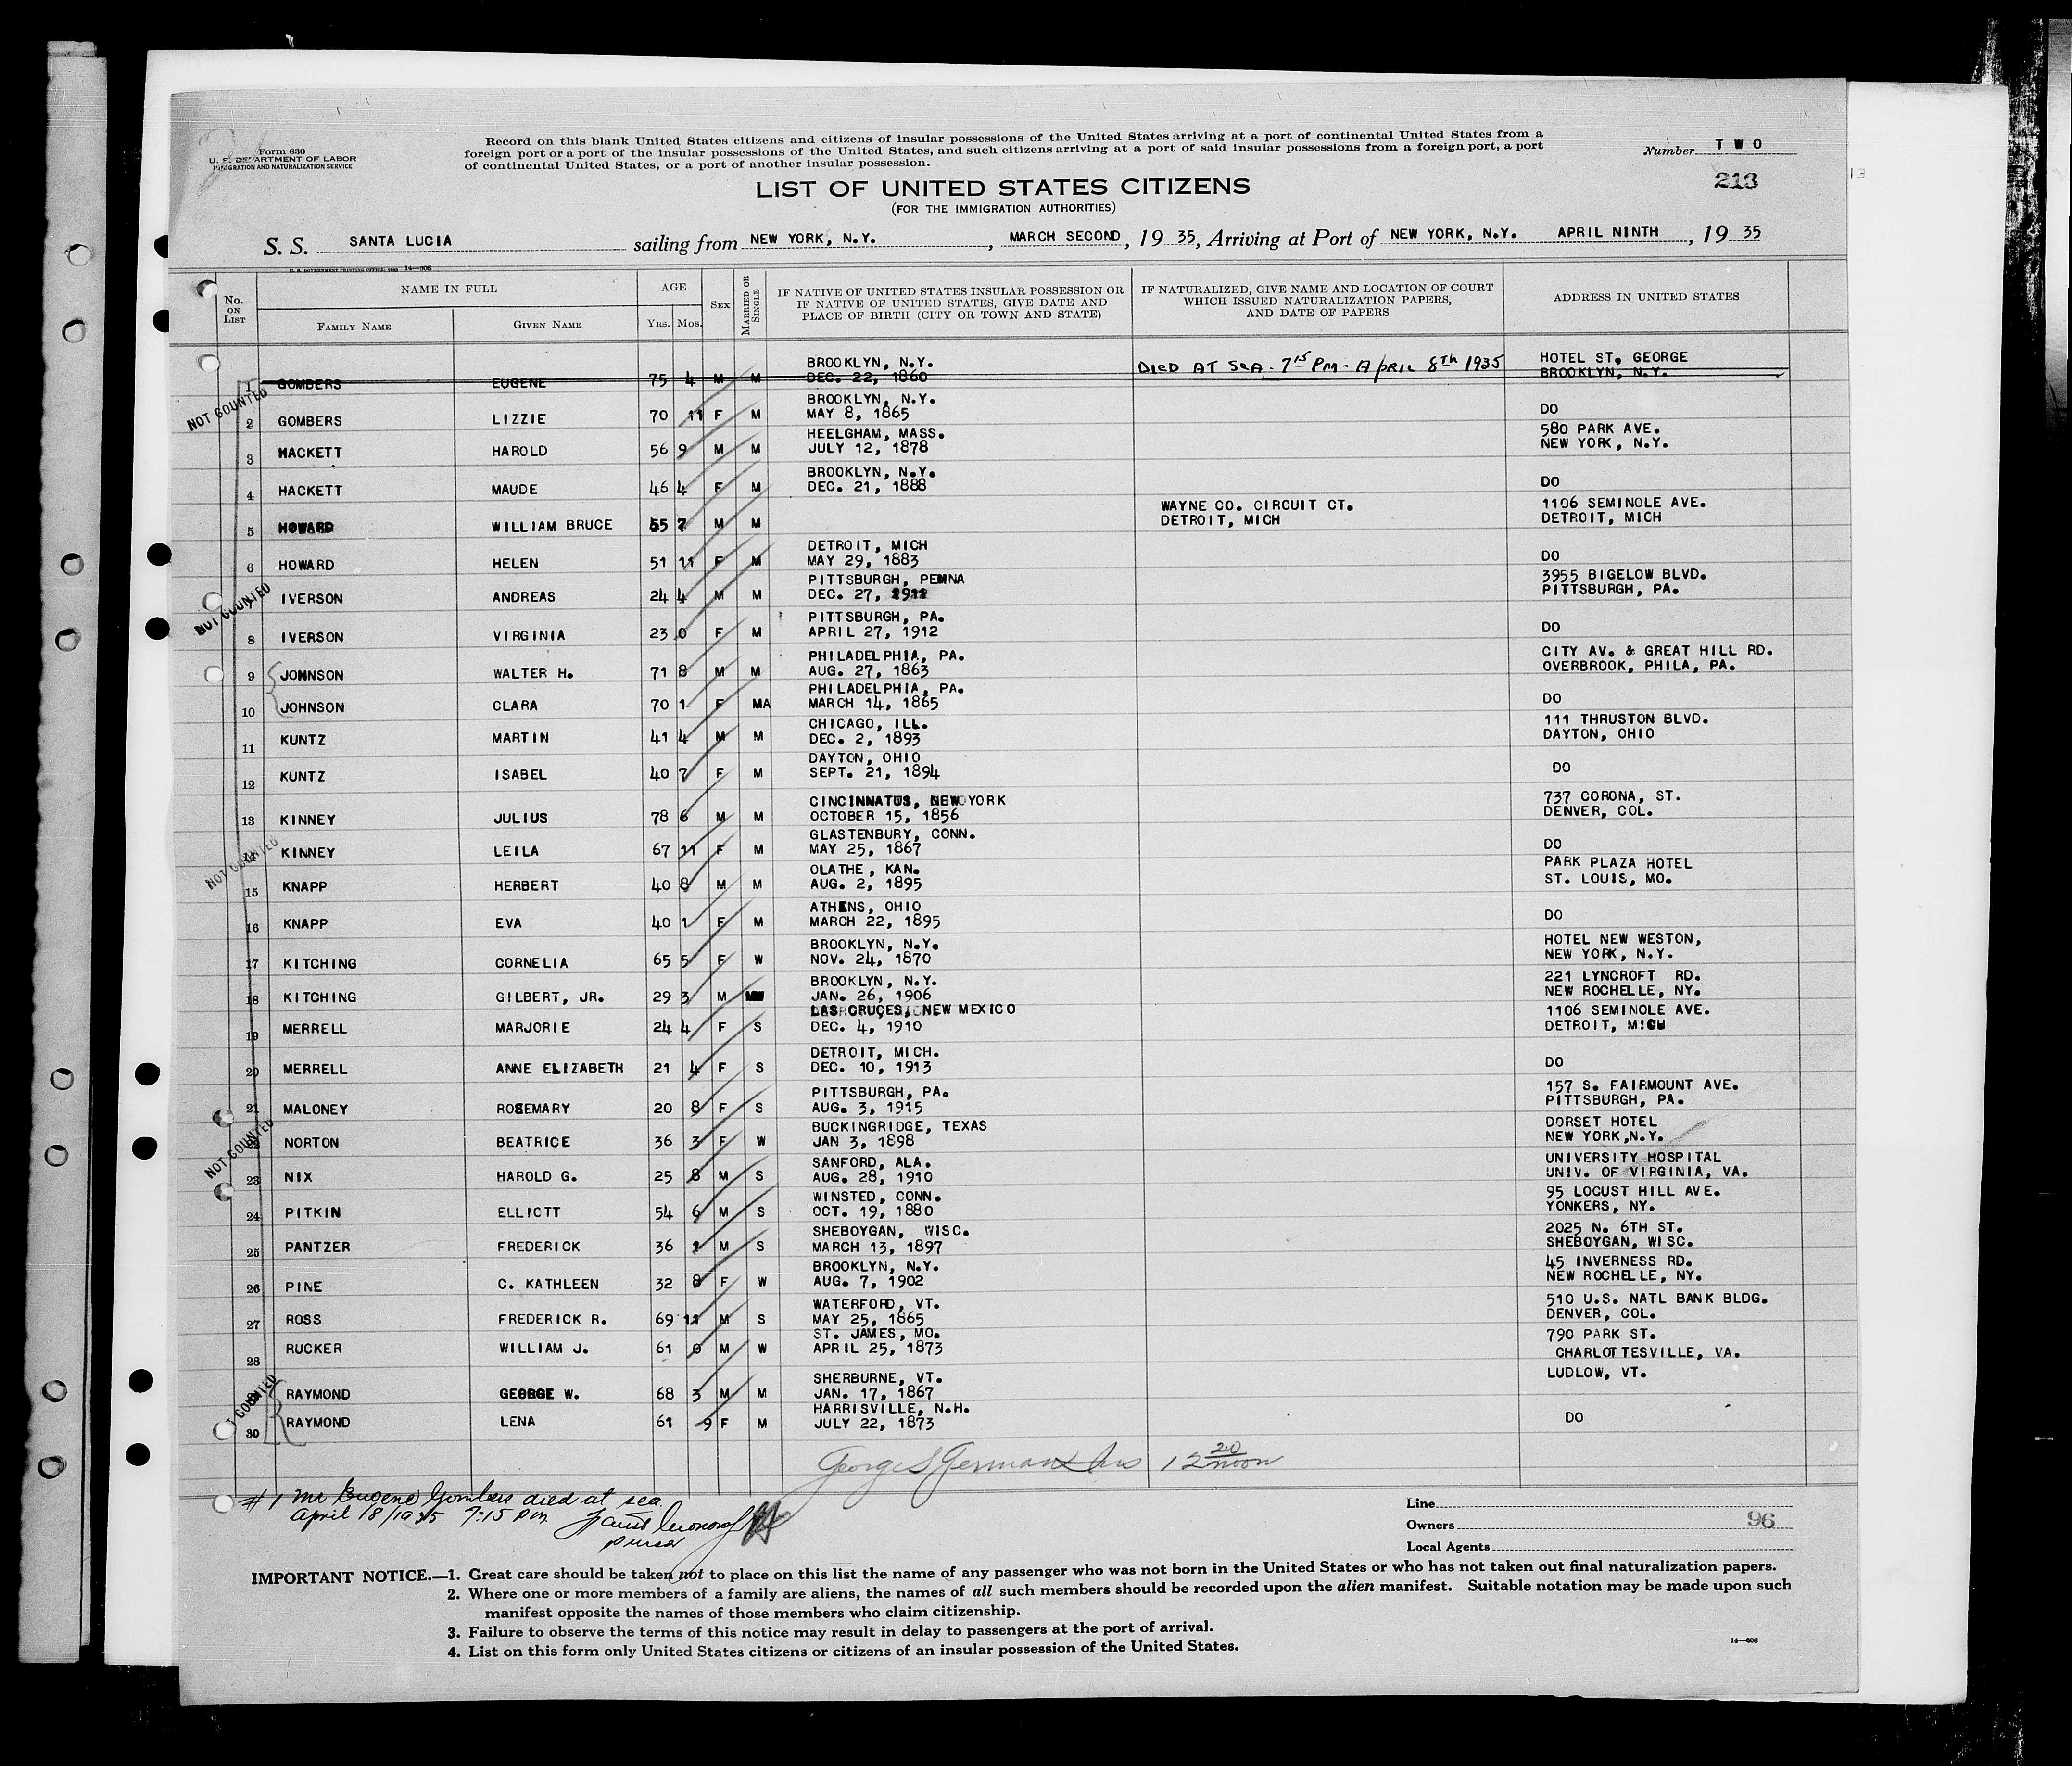 Form 630
U. S. DEPARTMENT OF LABOR
IMMIGRATION AND NATURALIZATION SERVICE
Record on this blank United States citizens and citizens of insular possessions of the United States arriving at a port of continental United States from a
foreign port or a port of the insular possessions of the United States, and such citizens arriving at a port of said insular possessions from a foreign port, a port
of continental United States, or a port of another insular possession.
Number TWO
213
LIST OF UNITED STATES CITIZENS
(FOR THE IMMIGRATION AUTHORITIES)
S. S. SANTA LUCIA sailing from NEW YORK, N.Y., MARCH SECOND, 19 35, Arriving at Port of NEW YORK, N.Y. APRIL NINTH, 19 35
U. S. GOVERNMENT PRINTING OFFICE: 14—608
No. ON LIST NAME IN FULL FAMILY NAME GIVEN NAME AGE YRS. MOS. SEX MARRIED OR SINGLE
IF NATIVE OF UNITED STATES INSULAR POSSESSION OR IF NATIVE OF UNITED STATES, GIVE DATE AND PLACE OF BIRTH (CITY OR TOWN AND STATE)
IF NATURALIZED, GIVE NAME AND LOCATION OF COURT WHICH ISSUED NATURALIZATION PAPERS, AND DATE OF PAPERS
ADDRESS IN UNITED STATES
1 GOMBERS EUGENE 75 4 M M BROOKLYN, N.Y. DEC. 22, 1860 DIED AT SEA. 7 15 PM - APRIL 8TH 1935 HOTEL ST. GEORGE BROOKLYN, N.Y.
NOT COUNTED
2 GOMBERS LIZZIE 70 11 F M BROOKLYN, N.Y. MAY 8, 1865 DO
3 HACKETT HAROLD 56 9 M M HEELGHAM, MASS. JULY 12, 1878 580 PARK AVE. NEW YORK, N.Y.
4 HACKETT MAUDE 46 4 F M BROOKLYN, N.Y. DEC. 21, 1888 DO
5 HOWARD WILLIAM BRUCE 55 7 M M WAYNE CO. CIRCUIT CT. DETROIT, MICH 1106 SEMINOLE AVE. DETROIT, MICH
6 HOWARD HELEN 51 11 F M DETROIT, MICH MAY 29, 1883 DO
NOT COUNTED
IVERSON ANDREAS 24 4 M M PITTSBURGH, PENNA DEC. 27, 3955 BIGELOW BLVD. PITTSBURGH, PA.
8 IVERSON VIRGINIA 23 0 F M PITTSBURGH, PA. APRIL 27, 1912 DO
9 JOHNSON WALTER H. 71 8 M M PHILADELPHIA, PA. AUG. 27, 1863 CITY AV. & GREAT HILL RD. OVERBROOK, PHILA, PA.
10 JOHNSON CLARA 70 1 F MA PHILADELPHIA, PA. MARCH 14, 1865 DO
11 KUNTZ MARTIN 41 4 M M CHICAGO, ILL. DEC. 2, 1893 111 THRUSTON BLVD. DAYTON, OHIO
12 KUNTZ ISABEL 40 7 F M DAYTON, OHIO SEPT. 21, 1894 DO
13 KINNEY JULIUS 78 6 M M CINCINNATUS, NEW YORK OCTOBER 15, 1856 737 CORONA, ST. DENVER, COL.
NOT COUNTED
14 KINNEY LEILA 67 11 F M GLASTENBURY, CONN. MAY 25, 1867 DO
15 KNAPP HERBERT 40 8 M M OLATHE, KAN. AUG. 2, 1895 PARK PLAZA HOTEL ST. LOUIS, MO.
16 KNAPP EVA 40 1 F M ATHENS, OHIO MARCH 22, 1895 DO
17 KITCHING CORNELIA 65 5 F W BROOKLYN, N.Y. NOV. 24, 1870 HOTEL NEW WESTON, NEW YORK, N.Y.
18 KITCHING GILBERT, JR. 29 3 M BROOKLYN, N.Y. JAN. 26, 1906 221 LYNCROFT RD. NEW ROCHELLE, NY.
19 MERRELL MARJORIE 24 4 F S LAS CRUCES, NEW MEXICO DEC. 4, 1910 1106 SEMINOLE AVE. DETROIT, MICH
20 MERRELL ANNE ELIZABETH 21 4 F S DETROIT, MICH. DEC. 10, 1913 DO
21 MALONEY ROSEMARY 20 8 F S PITTSBURGH, PA. AUG. 3, 1915 157 S. FAIRMOUNT AVE. PITTSBURGH, PA.
NOT COUNTED
22 NORTON BEATRICE 36 3 F W BUCKINGRIDGE, TEXAS JAN 3, 1898 DORSET HOTEL NEW YORK,N.Y.
23 NIX HAROLD G. 25 8 M S SANFORD, ALA. AUG. 28, 1910 UNIVERSITY HOSPITAL UNIV. OF VIRGINIA, VA.
24 PITKIN ELLIOTT 54 6 M S WINSTED, CONN. OCT. 19, 1880 95 LOCUST HILL AVE. YONKERS, NY.
25 PANTZER FREDERICK 36 1 M S SHEBOYGAN, WISC. MARCH 13, 1897 2025 N. 6TH ST. SHEBOYGAN, WISC.
26 PINE C. KATHLEEN 32 8 F W BROOKLYN, N.Y. AUG. 7, 1902 45 INVERNESS RD. NEW ROCHELLE, NY.
27 ROSS FREDERICK R. 69 11 M S WATERFORD, VT. MAY 25, 1865 510 U.S. NATL BANK BLDG. DENVER, COL.
28 RUCKER WILLIAM J. 61 0 M W ST. JAMES, MO. APRIL 25, 1873 790 PARK ST. CHARLOTTESVILLE, VA.
RAYMOND GEORGE W. 68 3 M M SHERBURNE, VT. JAN. 17, 1867 LUDLOW, VT.
30 RAYMOND LENA 61 9 F M HARRISVILLE, N.H. JULY 22, 1873 DO
12 20 noon
#1 Mr Eugene Gombers died at sea
April 8/1935 7:15 PM
Purser
Line
Owners 96
Local Agents
IMPORTANT NOTICE.—1. Great care should be taken not to place on this list the name of any passenger who was not born in the United States or who has not taken out final naturalization papers.
2. Where one or more members of a family are aliens, the names of all such members should be recorded upon the alien manifest. Suitable notation may be made upon such
manifest opposite the names of those members who claim citizenship.
3. Failure to observe the terms of this notice may result in delay to passengers at the port of arrival.
4. List on this form only United States citizens or citizens of an insular possession of the United States.
14—608